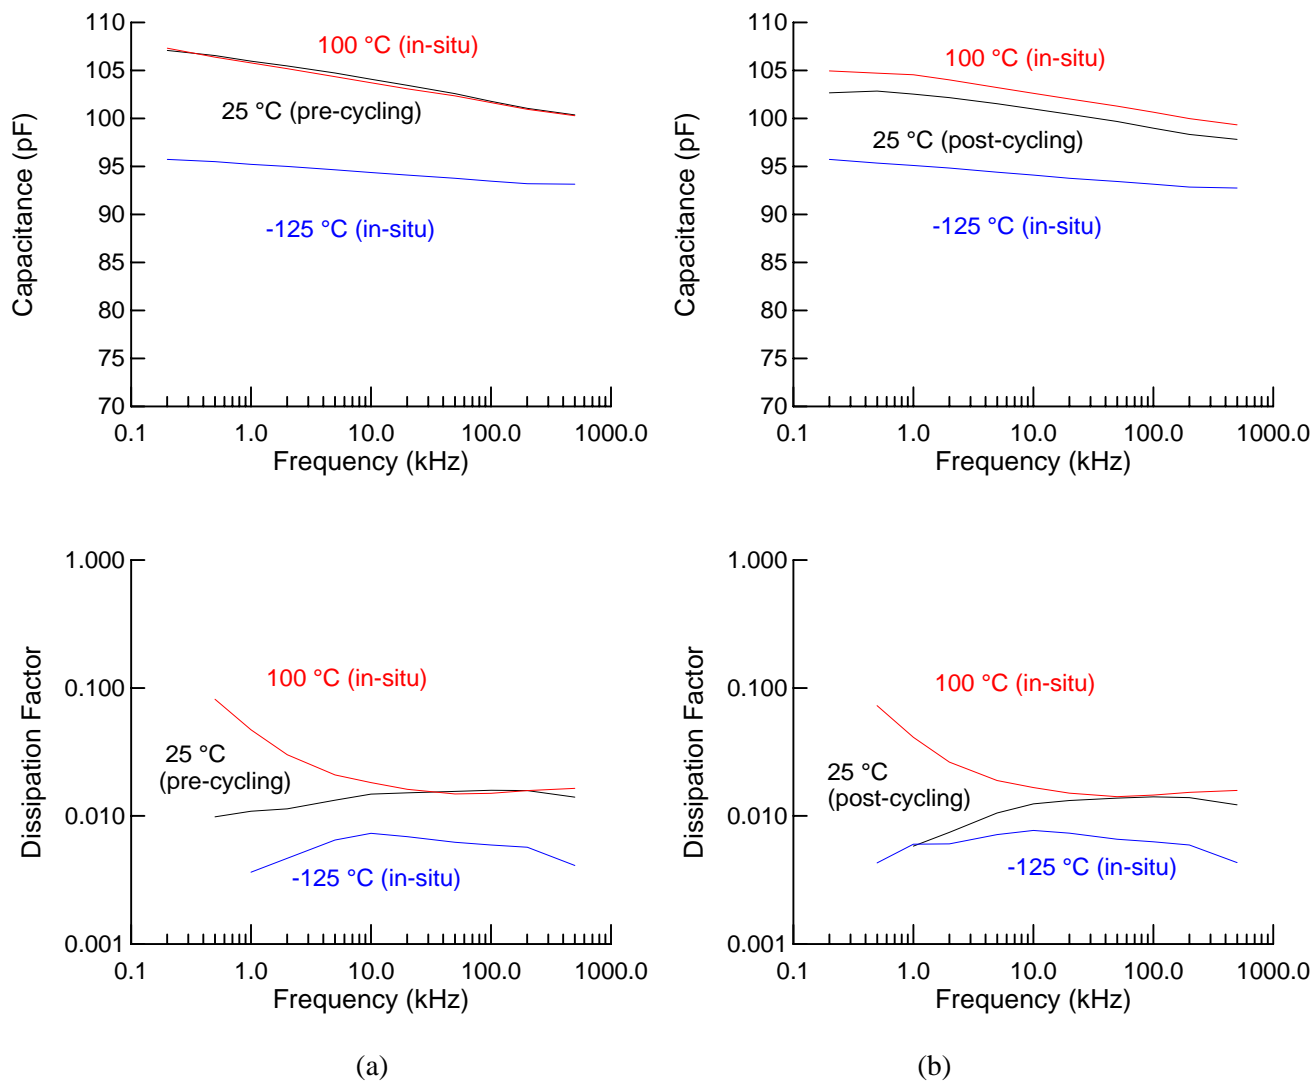 110
105
100
95
90
85
80
75
70
Capacitance (pF)
100 °C (in-situ)
25 °C (pre-cycling)
-125 °C (in-situ)
0.1 1.0 10.0 100.0 1000.0
Frequency (kHz)
110
105
100
95
90
85
80
75
70
Capacitance (pF)
100 °C (in-situ)
25 °C (post-cycling)
-125 °C (in-situ)
0.1 1.0 10.0 100.0 1000.0
Frequency (kHz)
1.000
0.100
0.010
0.001
Dissipation Factor
100 °C (in-situ)
25 °C
(pre-cycling)
-125 °C (in-situ)
0.1 1.0 10.0 100.0 1000.0
Frequency (kHz)
(a)
1.000
0.100
0.010
0.001
Dissipation Factor
100 °C (in-situ)
25 °C
(post-cycling)
-125 °C (in-situ)
0.1 1.0 10.0 100.0 1000.0
Frequency (kHz)
(b)